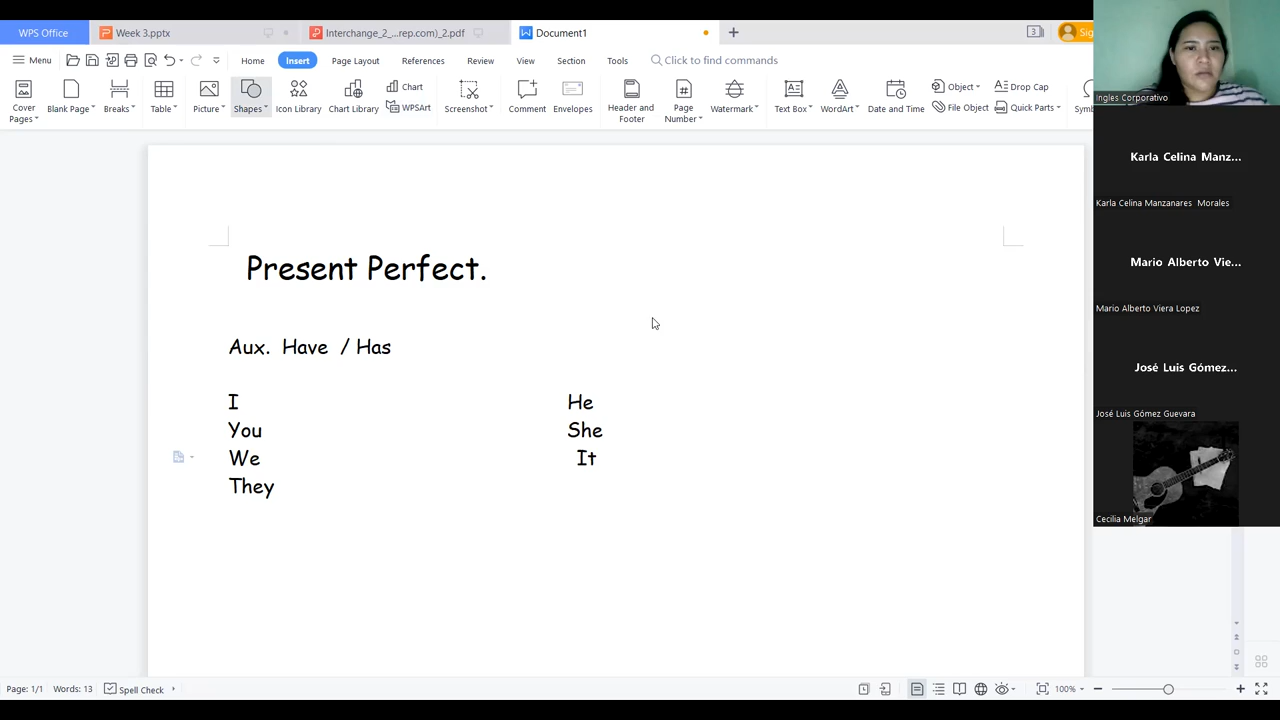 WPS Office
Week 3.pptx
Interchange_2_...rep.com)_2.pdf
Document1
Menu
Home
Insert
Page Layout
References
Review
View
Section
Tools
Click to find commands
Cover Pages
Blank Page
Breaks
Table
Picture
Shapes
Icon Library
Chart Library
Chart
WPSArt
Screenshot
Comment
Envelopes
Header and Footer
Page Number
Watermark
Text Box
WordArt
Date and Time
Object
File Object
Drop Cap
Quick Parts
Ingles Corporativo
Karla Celina Manz...
Karla Celina Manzanares Morales
Mario Alberto Vie...
Mario Alberto Viera Lopez
José Luis Gómez...
José Luis Gómez Guevara
Cecilia Melgar
Present Perfect.
Aux. Have / Has
I He
You She
We It
They
Page: 1/1 Words: 13 Spell Check 100%